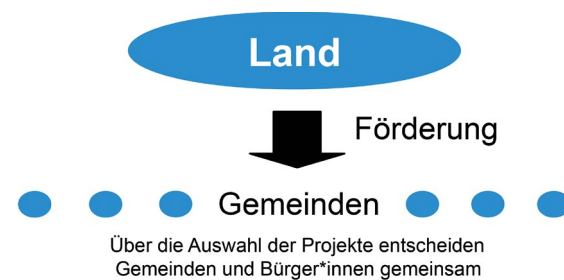 Land
Förderung
Gemeinden
Über die Auswahl der Projekte entscheiden
Gemeinden und Bürger*innen gemeinsam